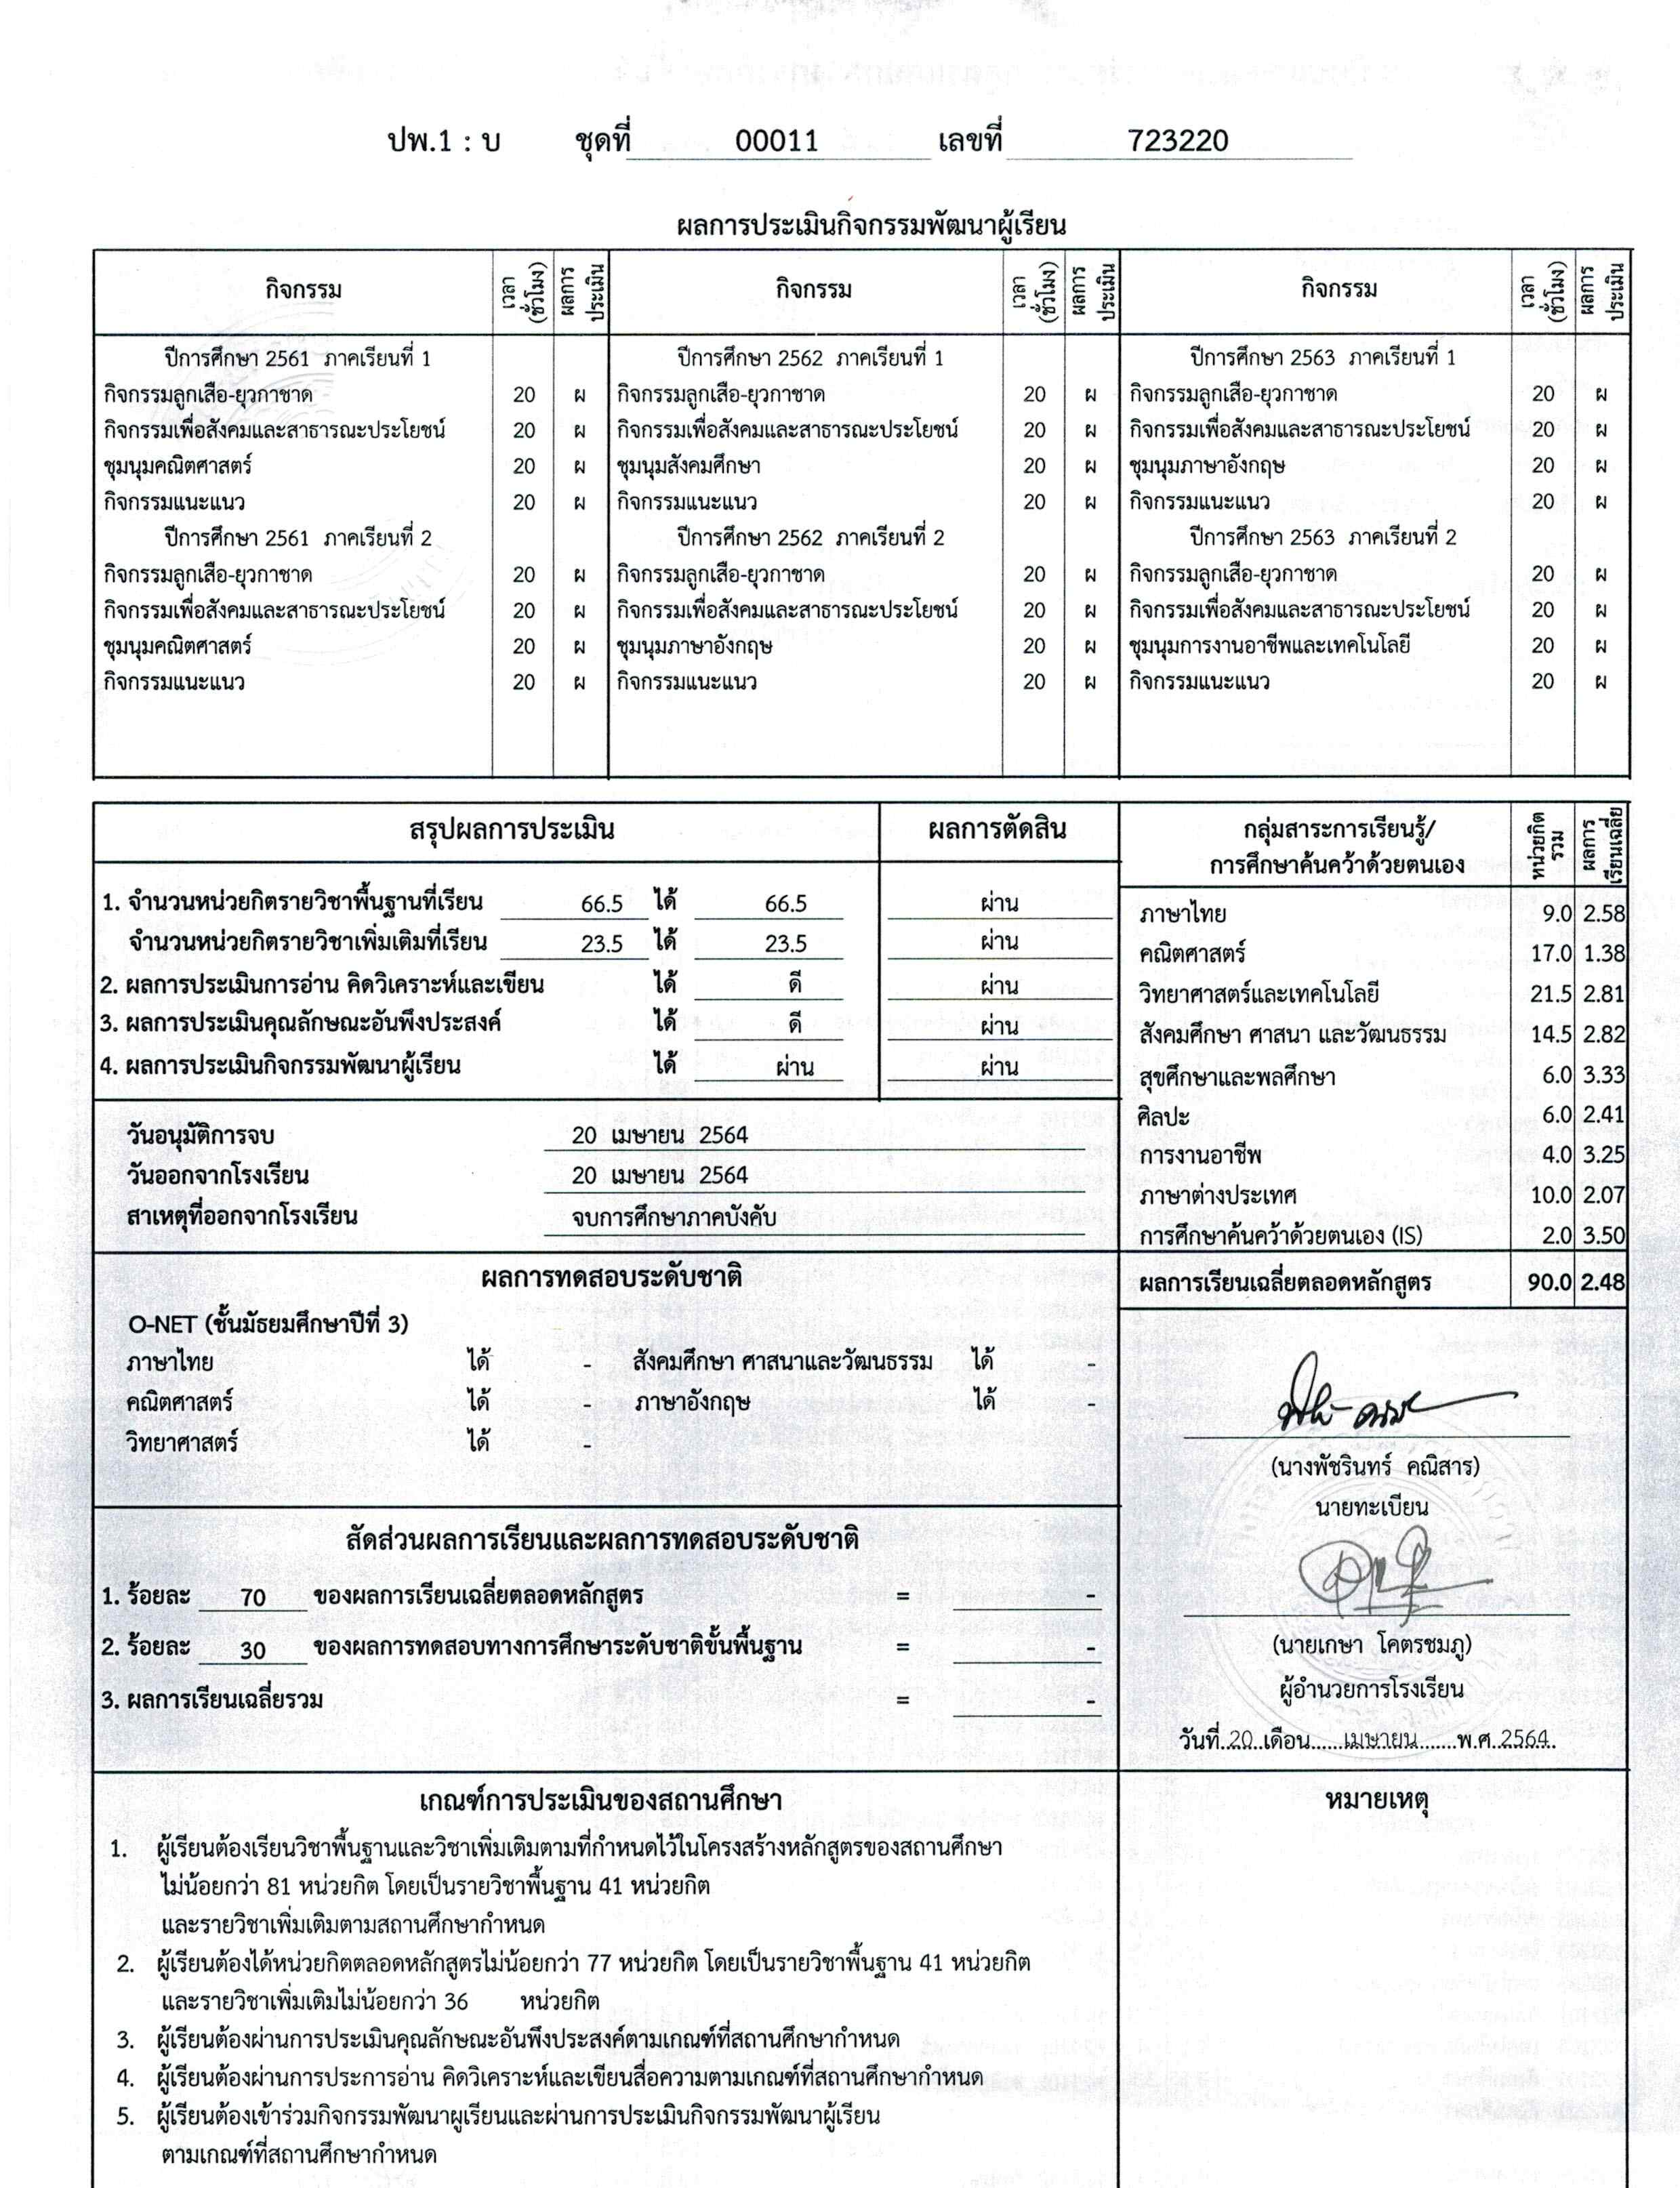 ปพ.1 : บ ชุดที่ 00011 เลขที่ 723220
ผลการประเมินกิจกรรมพัฒนาผู้เรียน
กิจกรรม เวลา (ชั่วโมง) ผลการประเมิน กิจกรรม เวลา (ชั่วโมง) ผลการประเมิน กิจกรรม เวลา (ชั่วโมง) ผลการประเมิน
ปีการศึกษา 2561 ภาคเรียนที่ 1 ปีการศึกษา 2562 ภาคเรียนที่ 1 ปีการศึกษา 2563 ภาคเรียนที่ 1
กิจกรรมลูกเสือ-ยุวกาชาด 20 ผ กิจกรรมลูกเสือ-ยุวกาชาด 20 ผ กิจกรรมลูกเสือ-ยุวกาชาด 20 ผ
กิจกรรมเพื่อสังคมและสาธารณะประโยชน์ 20 ผ กิจกรรมเพื่อสังคมและสาธารณะประโยชน์ 20 ผ กิจกรรมเพื่อสังคมและสาธารณะประโยชน์ 20 ผ
ชุมนุมคณิตศาสตร์ 20 ผ ชุมนุมสังคมศึกษา 20 ผ ชุมนุมภาษาอังกฤษ 20 ผ
กิจกรรมแนะแนว 20 ผ กิจกรรมแนะแนว 20 ผ กิจกรรมแนะแนว 20 ผ
ปีการศึกษา 2561 ภาคเรียนที่ 2 ปีการศึกษา 2562 ภาคเรียนที่ 2 ปีการศึกษา 2563 ภาคเรียนที่ 2
กิจกรรมลูกเสือ-ยุวกาชาด 20 ผ กิจกรรมลูกเสือ-ยุวกาชาด 20 ผ กิจกรรมลูกเสือ-ยุวกาชาด 20 ผ
กิจกรรมเพื่อสังคมและสาธารณะประโยชน์ 20 ผ กิจกรรมเพื่อสังคมและสาธารณะประโยชน์ 20 ผ กิจกรรมเพื่อสังคมและสาธารณะประโยชน์ 20 ผ
ชุมนุมคณิตศาสตร์ 20 ผ ชุมนุมภาษาอังกฤษ 20 ผ ชุมนุมการงานอาชีพและเทคโนโลยี 20 ผ
กิจกรรมแนะแนว 20 ผ กิจกรรมแนะแนว 20 ผ กิจกรรมแนะแนว 20 ผ
สรุปผลการประเมิน ผลการตัดสิน
1. จำนวนหน่วยกิตรายวิชาพื้นฐานที่เรียน 66.5 ได้ 66.5 ผ่าน
จำนวนหน่วยกิตรายวิชาเพิ่มเติมที่เรียน 23.5 ได้ 23.5 ผ่าน
2. ผลการประเมินการอ่าน คิดวิเคราะห์และเขียน ได้ ดี ผ่าน
3. ผลการประเมินคุณลักษณะอันพึงประสงค์ ได้ ดี ผ่าน
4. ผลการประเมินกิจกรรมพัฒนาผู้เรียน ได้ ผ่าน ผ่าน
วันอนุมัติการจบ 20 เมษายน 2564
วันออกจากโรงเรียน 20 เมษายน 2564
สาเหตุที่ออกจากโรงเรียน จบการศึกษาภาคบังคับ
กลุ่มสาระการเรียนรู้/ การศึกษาค้นคว้าด้วยตนเอง หน่วยกิตรวม ผลการเรียนเฉลี่ย
ภาษาไทย 9.0 2.58
คณิตศาสตร์ 17.0 1.38
วิทยาศาสตร์และเทคโนโลยี 21.5 2.81
สังคมศึกษา ศาสนา และวัฒนธรรม 14.5 2.82
สุขศึกษาและพลศึกษา 6.0 3.33
ศิลปะ 6.0 2.41
การงานอาชีพ 4.0 3.25
ภาษาต่างประเทศ 10.0 2.07
การศึกษาค้นคว้าด้วยตนเอง (IS) 2.0 3.50
ผลการเรียนเฉลี่ยตลอดหลักสูตร 90.0 2.48
ผลการทดสอบระดับชาติ
O-NET (ชั้นมัธยมศึกษาปีที่ 3)
ภาษาไทย ได้ - สังคมศึกษา ศาสนาและวัฒนธรรม ได้ -
คณิตศาสตร์ ได้ - ภาษาอังกฤษ ได้ -
วิทยาศาสตร์ ได้ -
สัดส่วนผลการเรียนและผลการทดสอบระดับชาติ
1. ร้อยละ 70 ของผลการเรียนเฉลี่ยตลอดหลักสูตร = -
2. ร้อยละ 30 ของผลการทดสอบทางการศึกษาระดับชาติขั้นพื้นฐาน = -
3. ผลการเรียนเฉลี่ยรวม = -
(นางพัชรินทร์ คณิสาร)
นายทะเบียน
(นายเกษา โคตรชมภู)
ผู้อำนวยการโรงเรียน
วันที่..20..เดือน......เมษายน.......พ.ศ..2564.
เกณฑ์การประเมินของสถานศึกษา
1. ผู้เรียนต้องเรียนวิชาพื้นฐานและวิชาเพิ่มเติมตามที่กำหนดไว้ในโครงสร้างหลักสูตรของสถานศึกษา
ไม่น้อยกว่า 81 หน่วยกิต โดยเป็นรายวิชาพื้นฐาน 41 หน่วยกิต
และรายวิชาเพิ่มเติมตามสถานศึกษากำหนด
2. ผู้เรียนต้องได้หน่วยกิตตลอดหลักสูตรไม่น้อยกว่า 77 หน่วยกิต โดยเป็นรายวิชาพื้นฐาน 41 หน่วยกิต
และรายวิชาเพิ่มเติมไม่น้อยกว่า 36 หน่วยกิต
3. ผู้เรียนต้องผ่านการประเมินคุณลักษณะอันพึงประสงค์ตามเกณฑ์ที่สถานศึกษากำหนด
4. ผู้เรียนต้องผ่านการประการอ่าน คิดวิเคราะห์และเขียนสื่อความตามเกณฑ์ที่สถานศึกษากำหนด
5. ผู้เรียนต้องเข้าร่วมกิจกรรมพัฒนาผูเรียนและผ่านการประเมินกิจกรรมพัฒนาผู้เรียน
ตามเกณฑ์ที่สถานศึกษากำหนด
หมายเหตุ